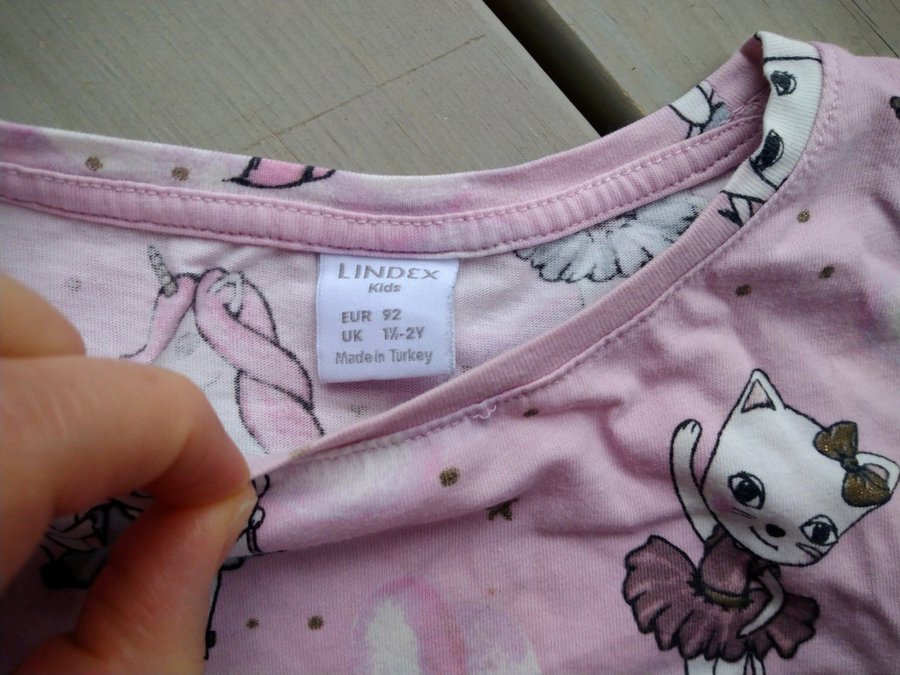 LINDEX
Kids
EUR 92
UK 1½-2Y
Made in Turkey